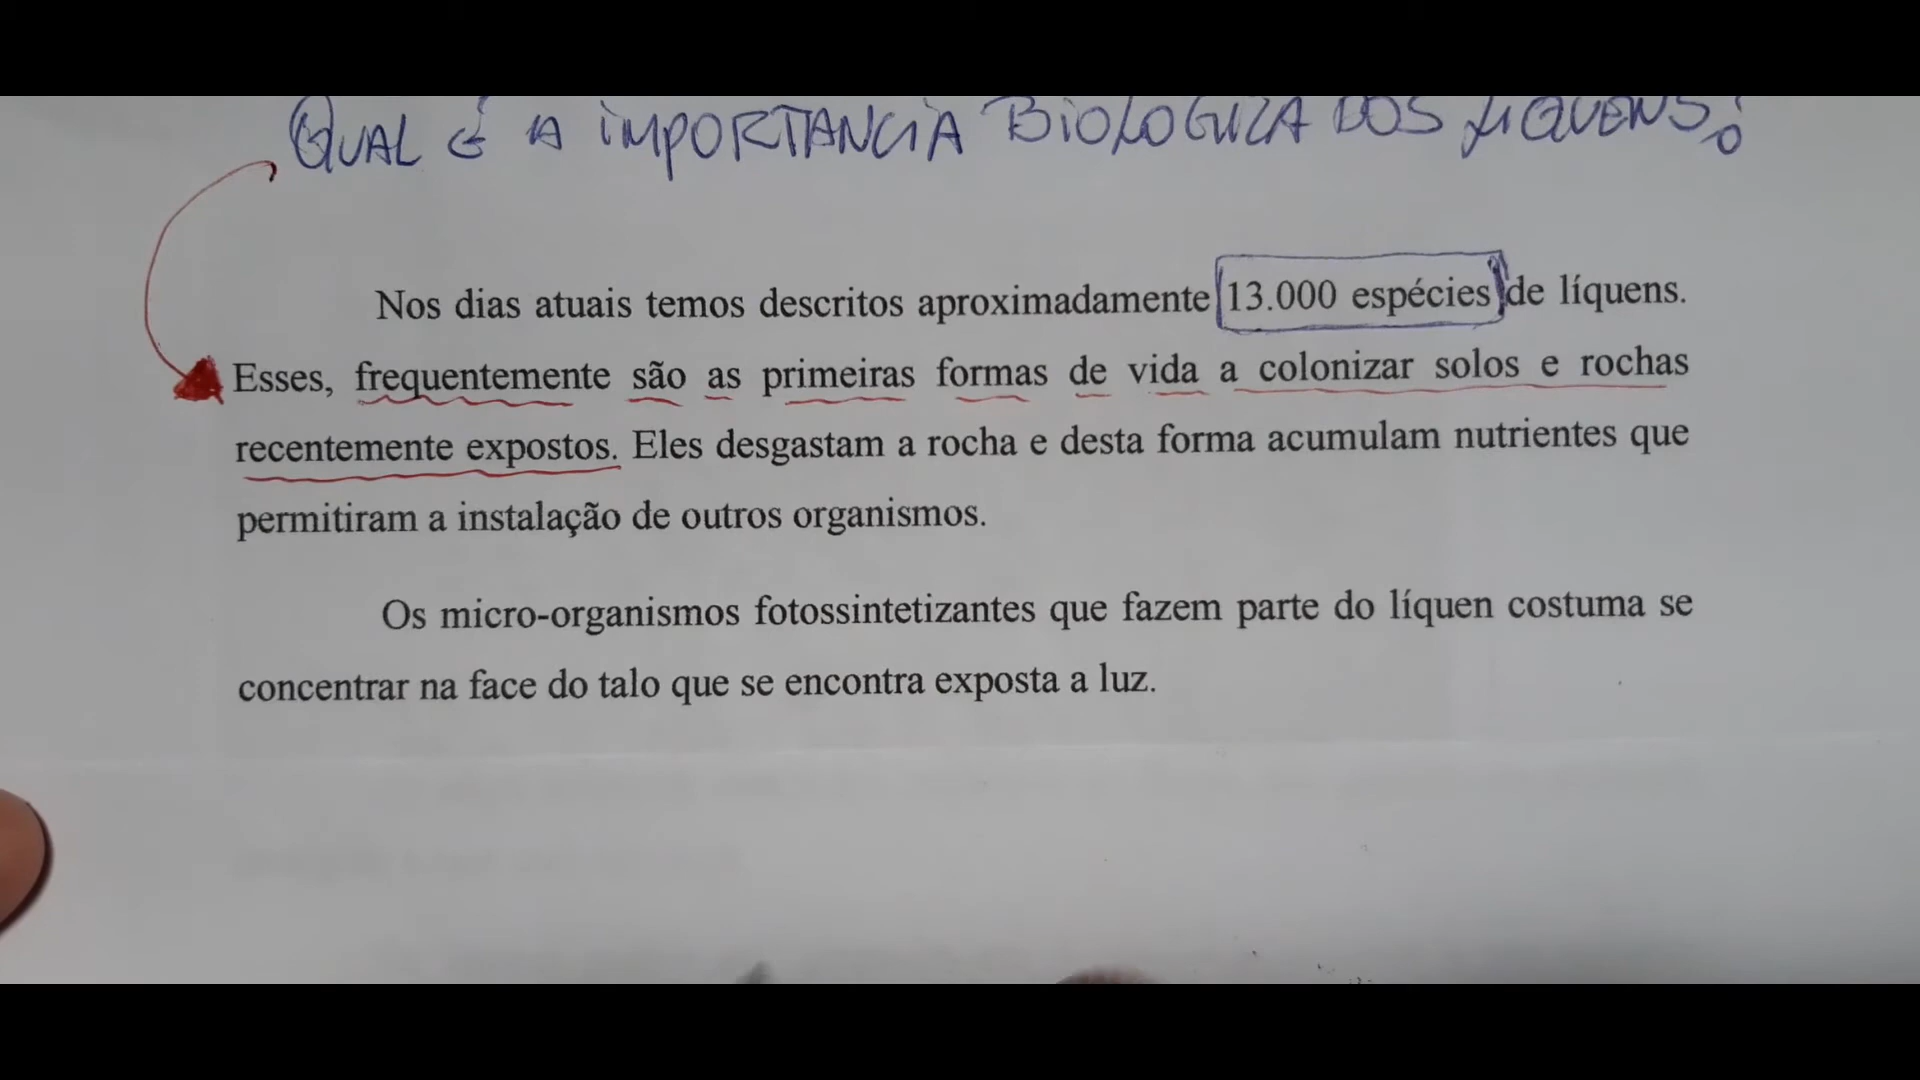 QUAL É A IMPORTANCIA BIOLOGICA DOS LIQUENS?
Nos dias atuais temos descritos aproximadamente 13.000 espécies de líquens.
Esses, frequentemente são as primeiras formas de vida a colonizar solos e rochas
recentemente expostos. Eles desgastam a rocha e desta forma acumulam nutrientes que
permitiram a instalação de outros organismos.
Os micro-organismos fotossintetizantes que fazem parte do líquen costuma se
concentrar na face do talo que se encontra exposta a luz.